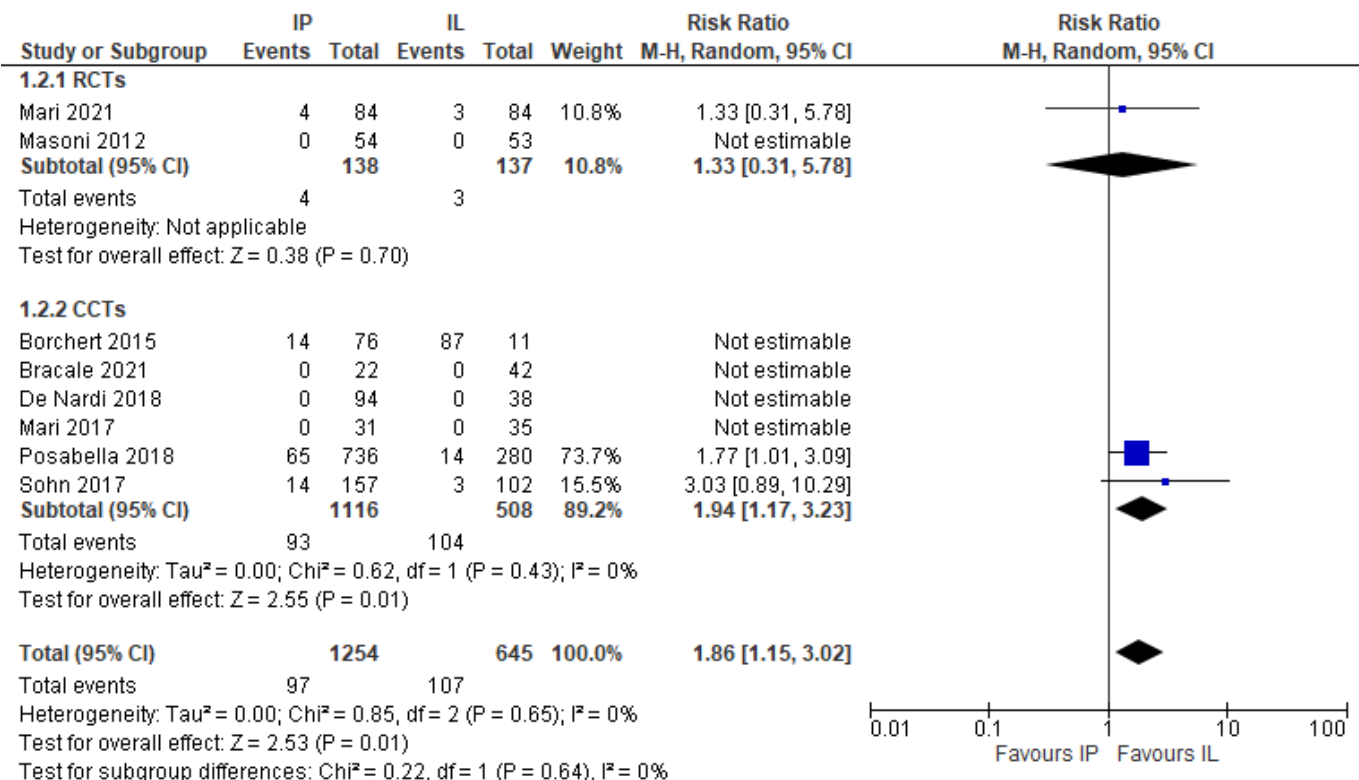 IP IL Risk Ratio Risk Ratio
Study or Subgroup Events Total Events Total Weight M-H, Random, 95% CI M-H, Random, 95% CI
1.2.1 RCTs
Mari 2021 4 84 3 84 10.8% 1.33 [0.31, 5.78]
Masoni 2012 0 54 0 53 Not estimable
Subtotal (95% CI) 138 137 10.8% 1.33 [0.31, 5.78]
Total events 4 3
Heterogeneity: Not applicable
Test for overall effect: Z = 0.38 (P = 0.70)
1.2.2 CCTs
Borchert 2015 14 76 87 11 Not estimable
Bracale 2021 0 22 0 42 Not estimable
De Nardi 2018 0 94 0 38 Not estimable
Mari 2017 0 31 0 35 Not estimable
Posabella 2018 65 736 14 280 73.7% 1.77 [1.01, 3.09]
Sohn 2017 14 157 3 102 15.5% 3.03 [0.89, 10.29]
Subtotal (95% CI) 1116 508 89.2% 1.94 [1.17, 3.23]
Total events 93 104
Heterogeneity: Tau² = 0.00; Chi² = 0.62, df = 1 (P = 0.43); I² = 0%
Test for overall effect: Z = 2.55 (P = 0.01)
Total (95% CI) 1254 645 100.0% 1.86 [1.15, 3.02]
Total events 97 107
Heterogeneity: Tau² = 0.00; Chi² = 0.85, df = 2 (P = 0.65); I² = 0%
Test for overall effect: Z = 2.53 (P = 0.01)
Test for subgroup differences: Chi² = 0.22, df = 1 (P = 0.64), I² = 0%
0.01 0.1 1 10 100
Favours IP Favours IL